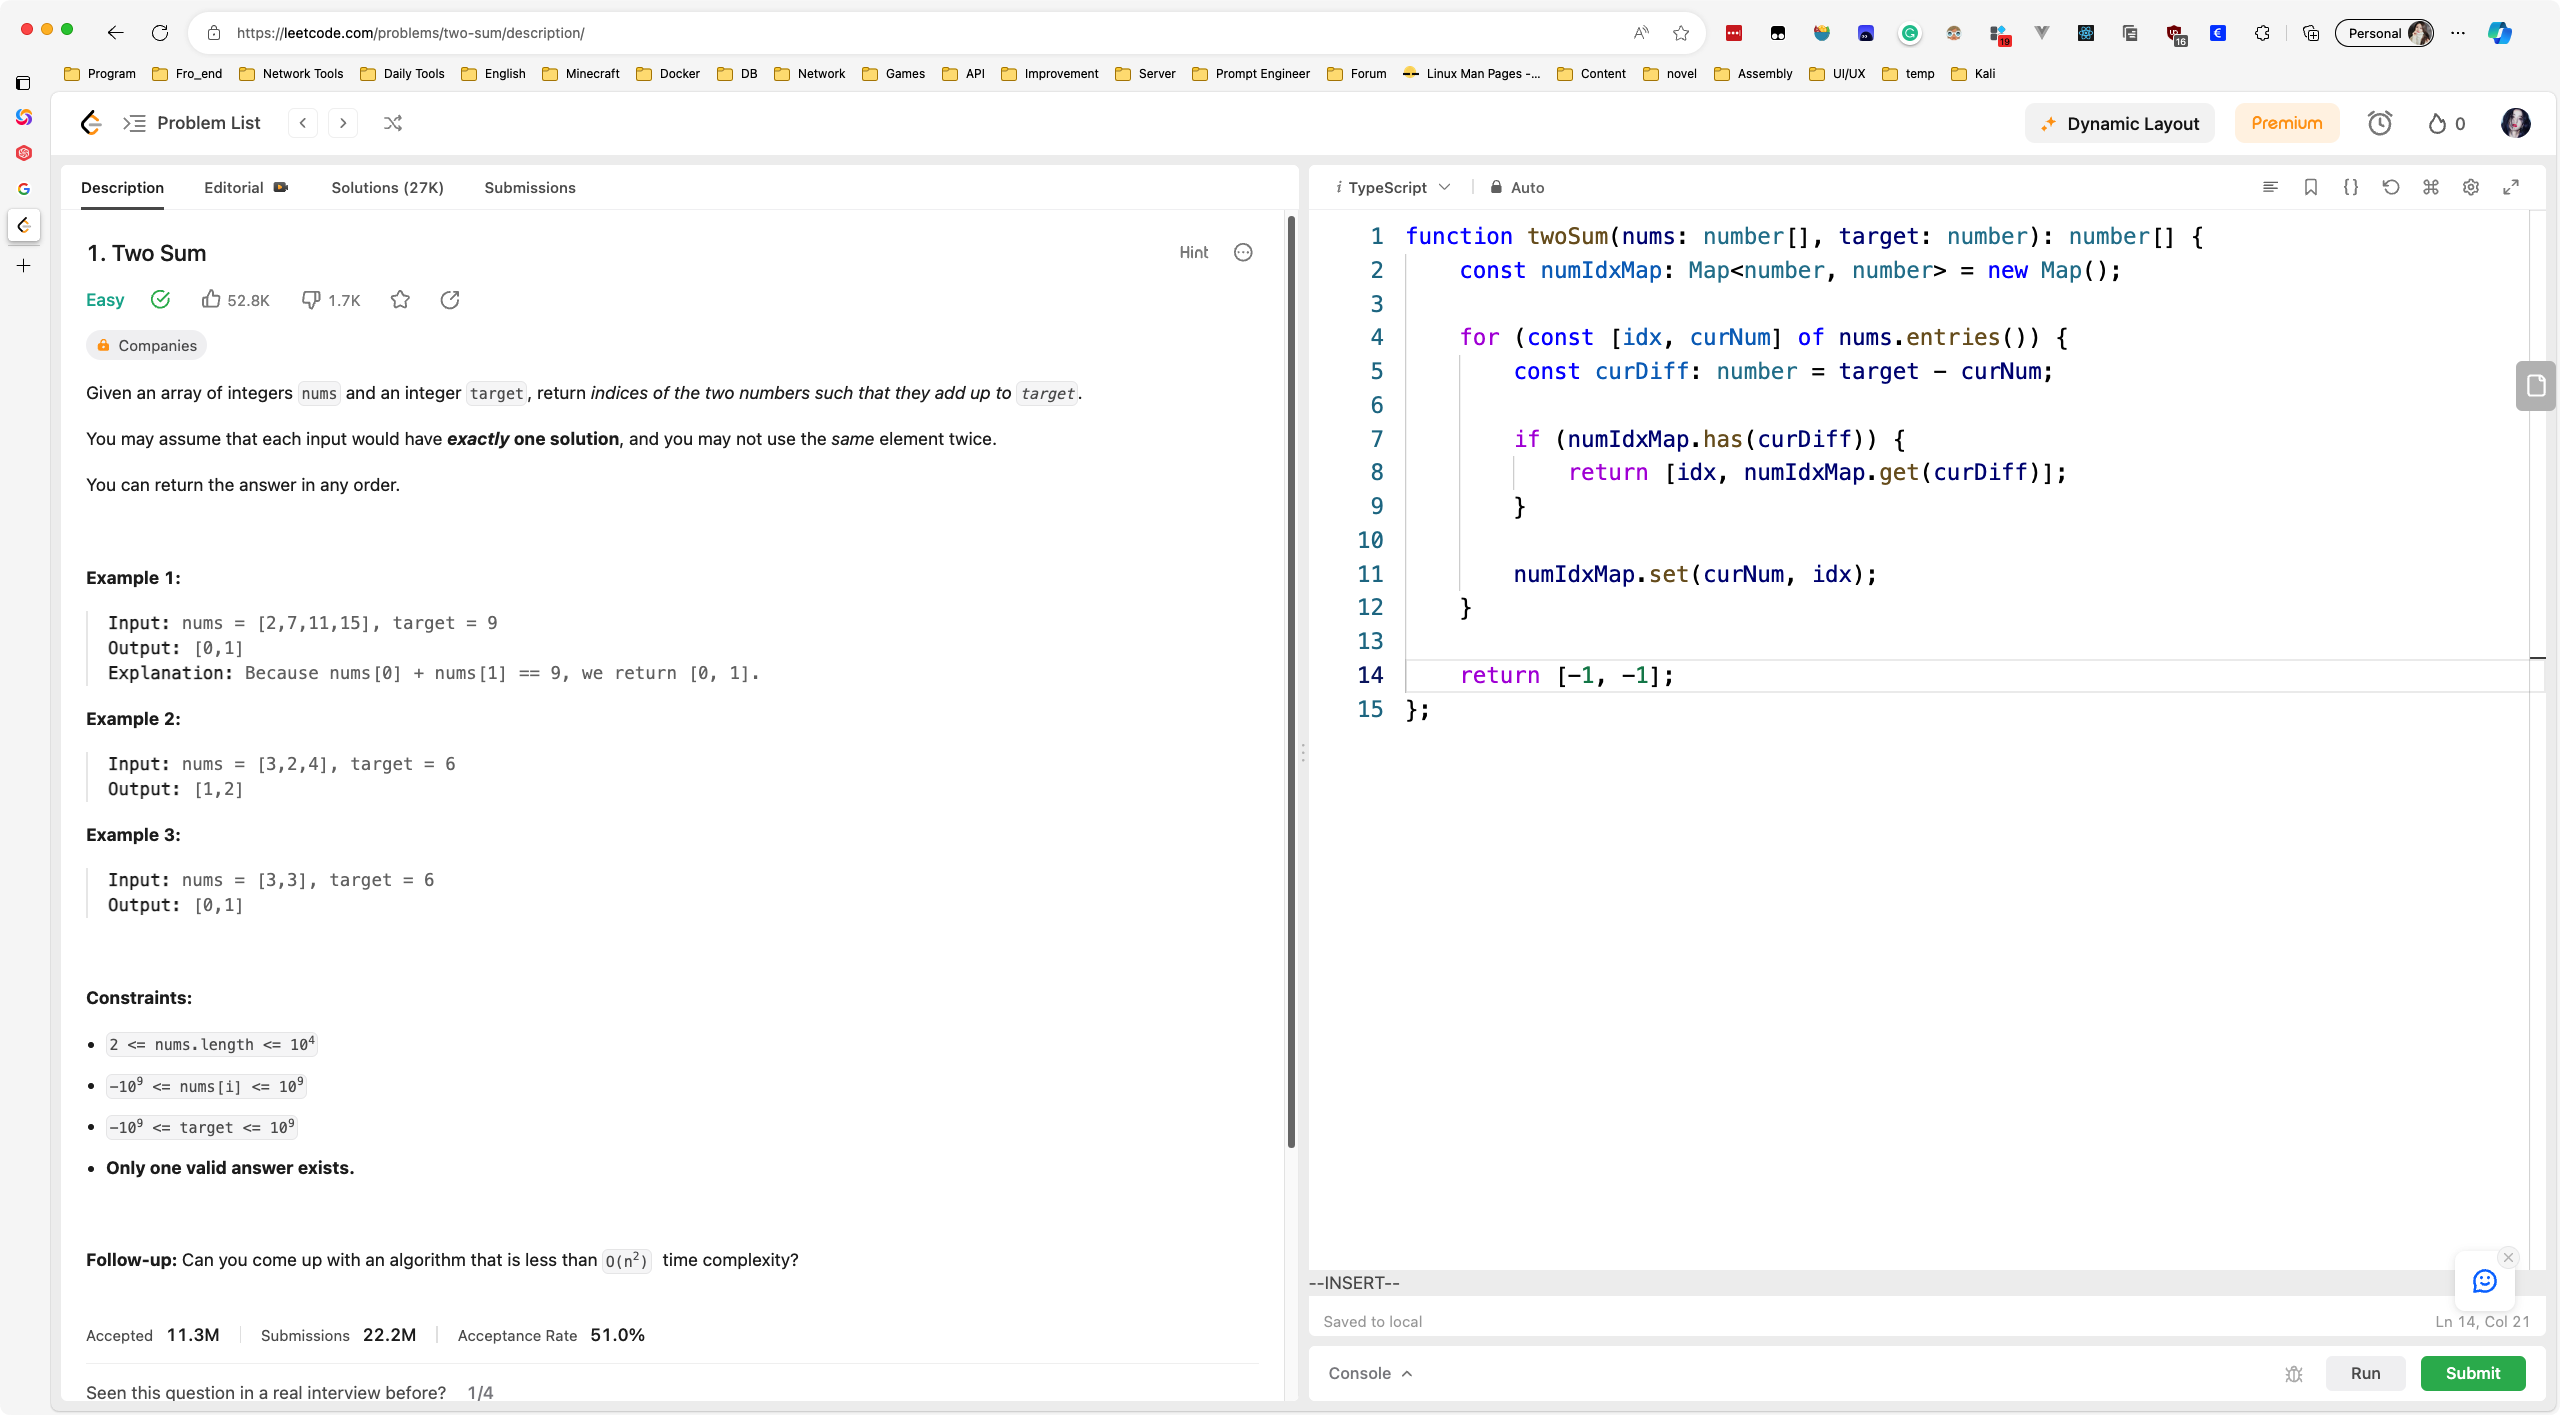 https://leetcode.com/problems/two-sum/description/
19
16
Personal
Program Fro_end Network Tools Daily Tools English Minecraft Docker DB Network Games API Improvement Server Prompt Engineer Forum Linux Man Pages -... Content novel Assembly UI/UX temp Kali
Problem List
Dynamic Layout
Premium
0
Description Editorial Solutions (27K) Submissions
1. Two Sum
Hint
Easy 52.8K 1.7K
Companies
Given an array of integers nums and an integer target, return indices of the two numbers such that they add up to target.
You may assume that each input would have exactly one solution, and you may not use the same element twice.
You can return the answer in any order.
Example 1:
Input: nums = [2,7,11,15], target = 9
Output: [0,1]
Explanation: Because nums[0] + nums[1] == 9, we return [0, 1].
Example 2:
Input: nums = [3,2,4], target = 6
Output: [1,2]
Example 3:
Input: nums = [3,3], target = 6
Output: [0,1]
Constraints:
• 2 <= nums.length <= 10⁴
• -10⁹ <= nums[i] <= 10⁹
• -10⁹ <= target <= 10⁹
• Only one valid answer exists.
Follow-up: Can you come up with an algorithm that is less than O(n²) time complexity?
Accepted 11.3M Submissions 22.2M Acceptance Rate 51.0%
Seen this question in a real interview before? 1/4
i TypeScript Auto
1 function twoSum(nums: number[], target: number): number[] {
2     const numIdxMap: Map<number, number> = new Map();
3
4     for (const [idx, curNum] of nums.entries()) {
5         const curDiff: number = target - curNum;
6
7         if (numIdxMap.has(curDiff)) {
8             return [idx, numIdxMap.get(curDiff)];
9         }
10
11         numIdxMap.set(curNum, idx);
12     }
13
14     return [-1, -1];
15 };
--INSERT--
Saved to local
Ln 14, Col 21
Console
Run
Submit